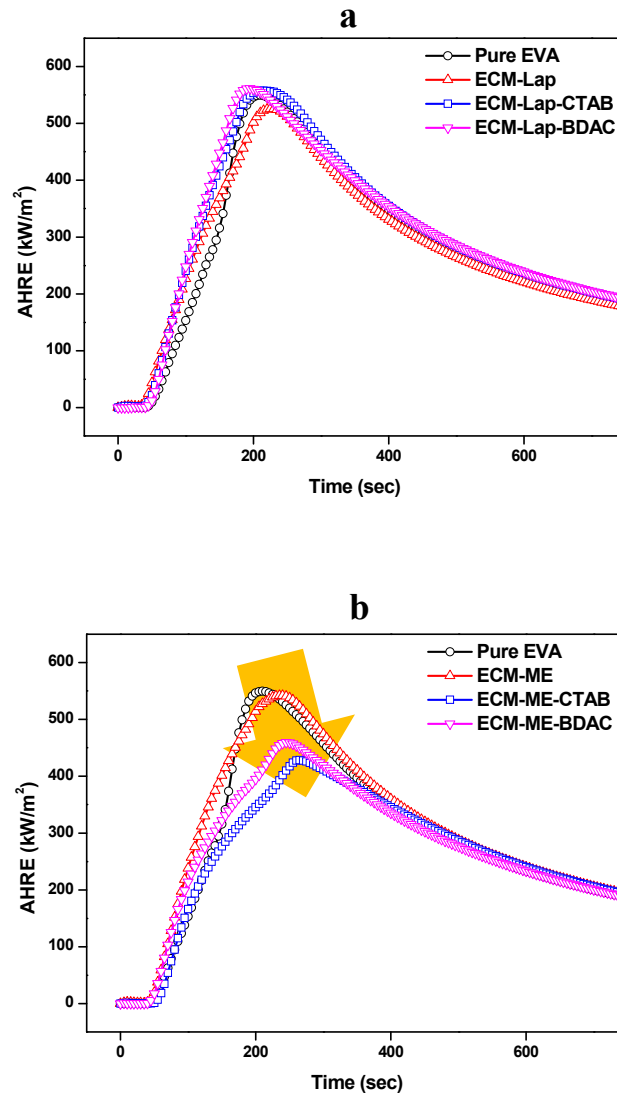 a
Pure EVA
ECM-Lap
ECM-Lap-CTAB
ECM-Lap-BDAC
600
500
400
300
200
100
0
AHRE (kW/m²)
0 200 400 600
Time (sec)
b
Pure EVA
ECM-ME
ECM-ME-CTAB
ECM-ME-BDAC
600
500
400
300
200
100
0
AHRE (kW/m²)
0 200 400 600
Time (sec)